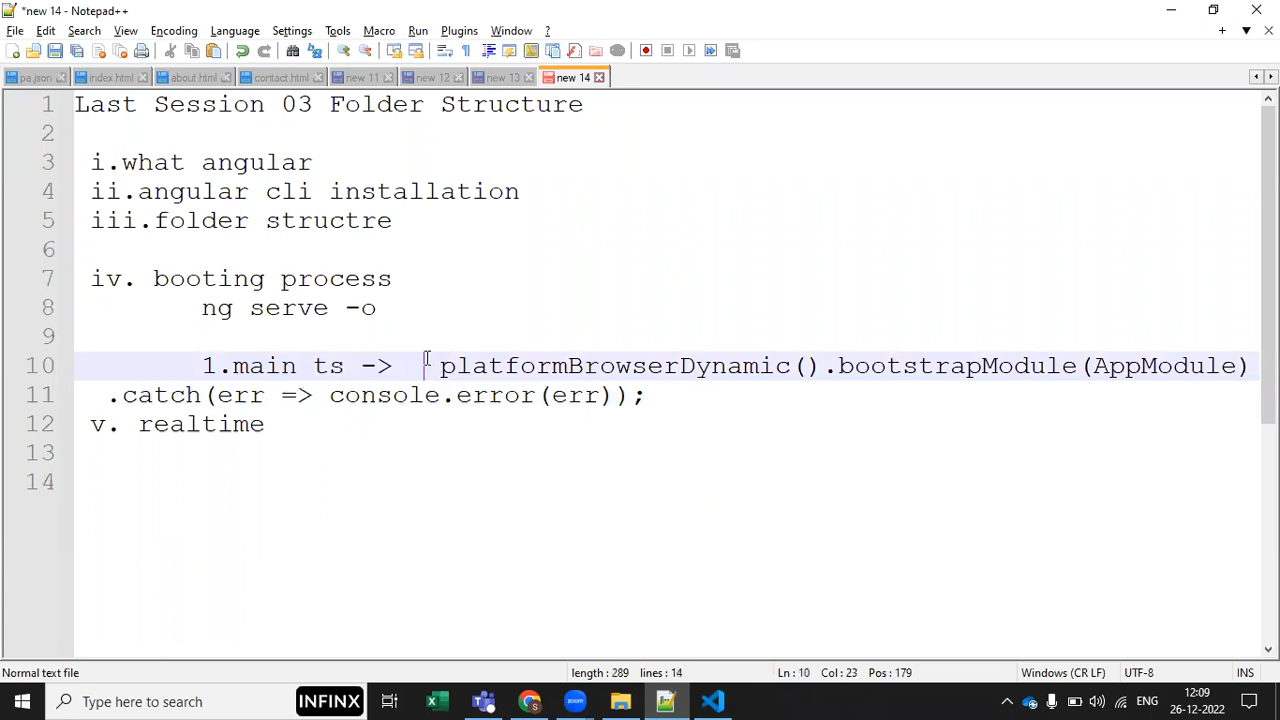 *new 14 - Notepad++
File Edit Search View Encoding Language Settings Tools Macro Run Plugins Window ?
pa.json index.html about.html contact.html new 11 new 12 new 13 new 14
1 Last Session 03 Folder Structure
2
3 i.what angular
4 ii.angular cli installation
5 iii.folder structre
6
7 iv. booting process
8 ng serve -o
9
10 1.main ts -> platformBrowserDynamic().bootstrapModule(AppModule)
11 .catch(err => console.error(err));
12 v. realtime
13
14
Normal text file length : 289 lines : 14 Ln : 10 Col : 23 Pos : 179 Windows (CR LF) UTF-8 INS
Type here to search INFINX zoom ENG 12:09
26-12-2022